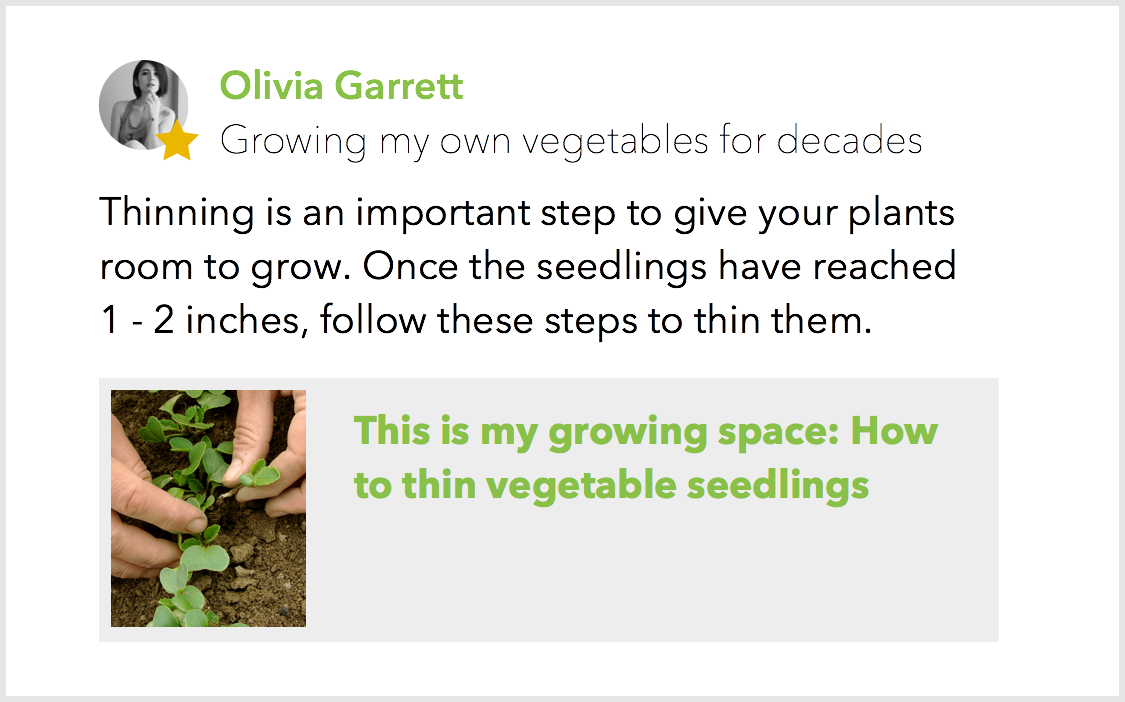 Olivia Garrett
Growing my own vegetables for decades
Thinning is an important step to give your plants
room to grow. Once the seedlings have reached
1 - 2 inches, follow these steps to thin them.
This is my growing space: How
to thin vegetable seedlings